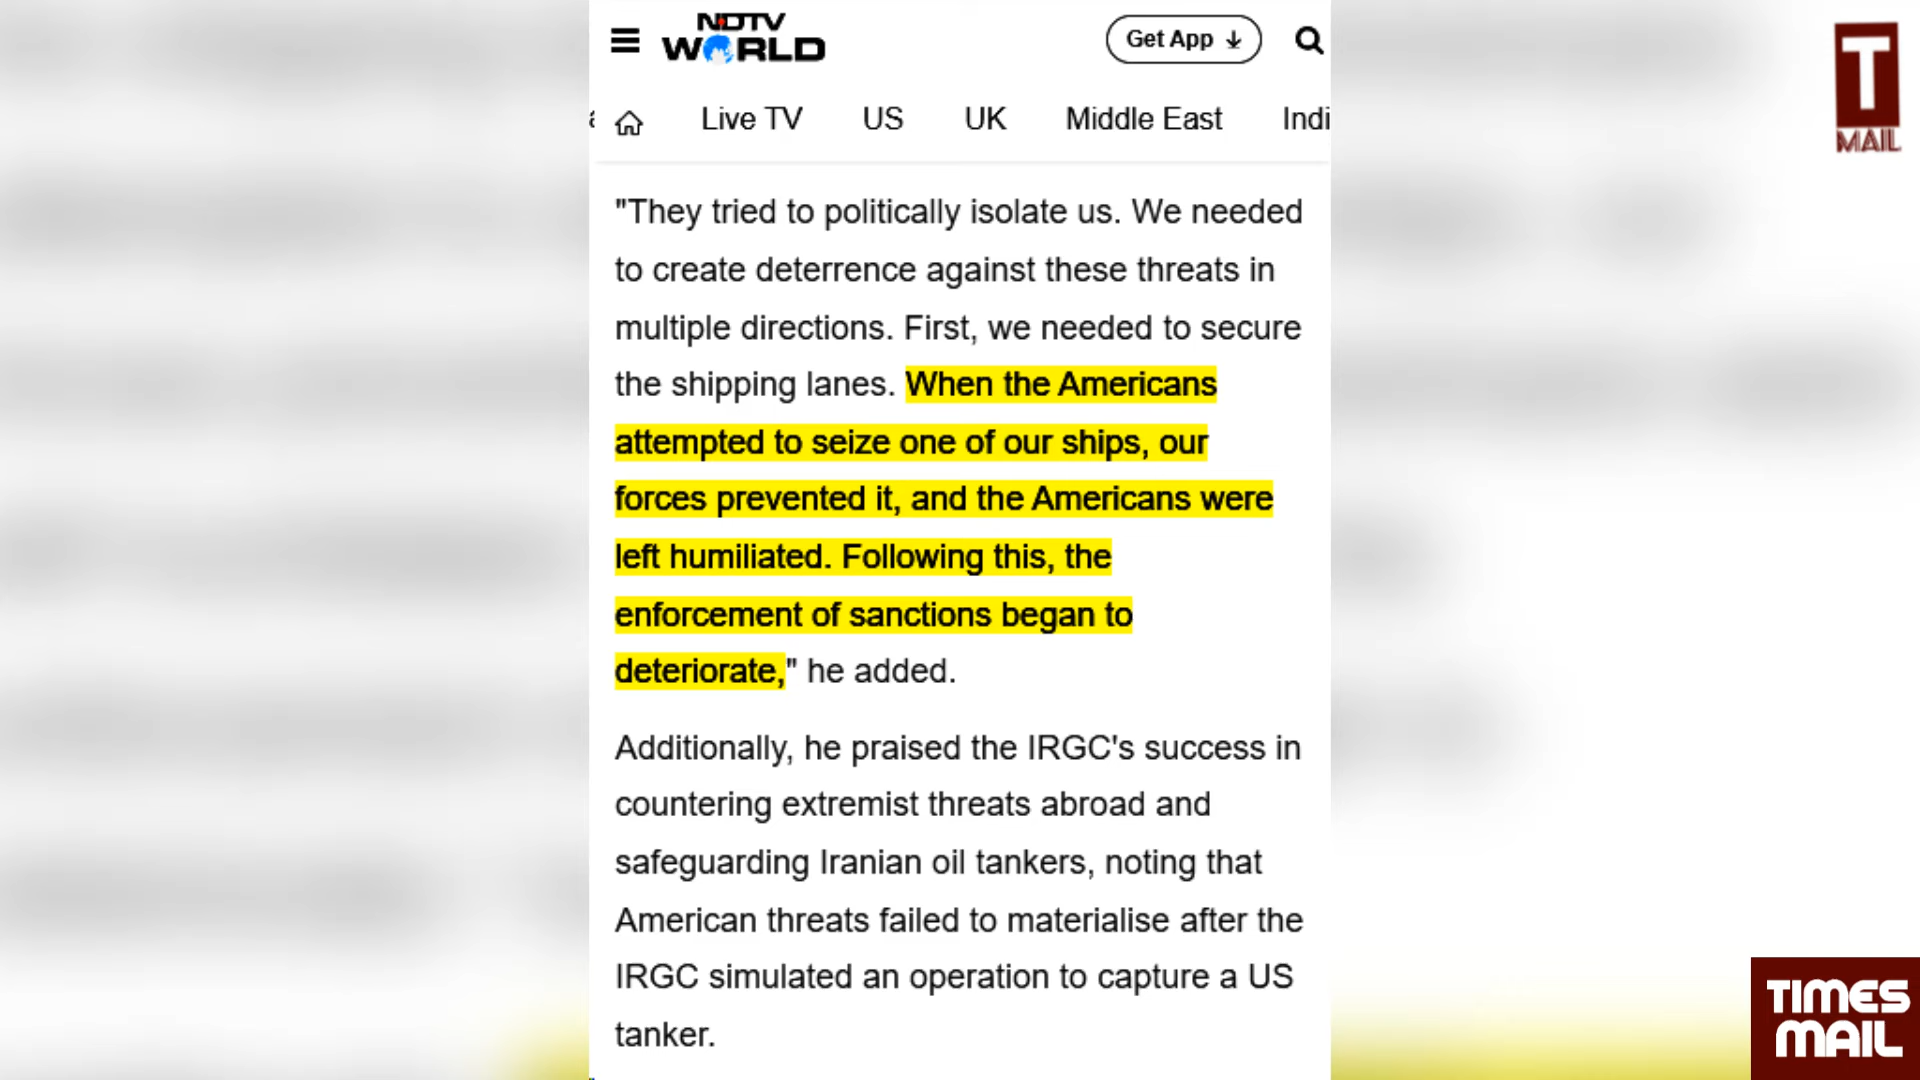 NDTV
WORLD
Get App
T
MAIL
Live TV US UK Middle East Indi
"They tried to politically isolate us. We needed
to create deterrence against these threats in
multiple directions. First, we needed to secure
the shipping lanes. When the Americans
attempted to seize one of our ships, our
forces prevented it, and the Americans were
left humiliated. Following this, the
enforcement of sanctions began to
deteriorate," he added.
Additionally, he praised the IRGC's success in
countering extremist threats abroad and
safeguarding Iranian oil tankers, noting that
American threats failed to materialise after the
IRGC simulated an operation to capture a US
tanker.
TIMES
MAIL